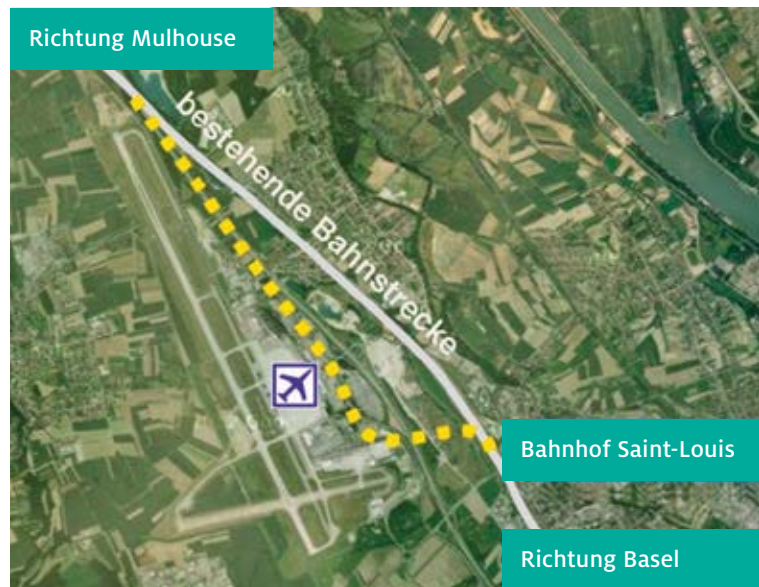 Richtung Mulhouse
bestehende Bahnstrecke
Bahnhof Saint-Louis
Richtung Basel